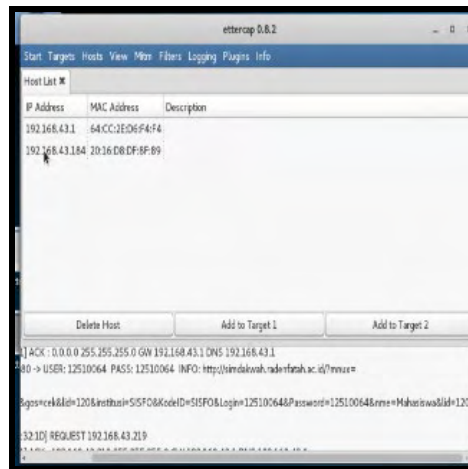 ettercap 0.8.2
Start Targets Hosts View Mitm Filters Logging Plugins Info
Host List ✖
IP Address MAC Address Description
192.168.43.1 64:CC:2E:D6:F4:F4
192.168.43.184 20:16:D8:DF:8F:89
Delete Host Add to Target 1 Add to Target 2
] ACK : 0.0.0.0 255.255.255.0 GW 192.168.43.1 DNS 192.168.43.1
80 -> USER: 12510064 PASS: 12510064 INFO: http://simdakwah.radenfatah.ac.id/?mnux=
&gos=cek&lid=120&institusi=SISFO&KodeID=SISFO&Login=12510064&Password=12510064&nme=Mahasiswa&lid=120
:32:1D] REQUEST 192.168.43.219